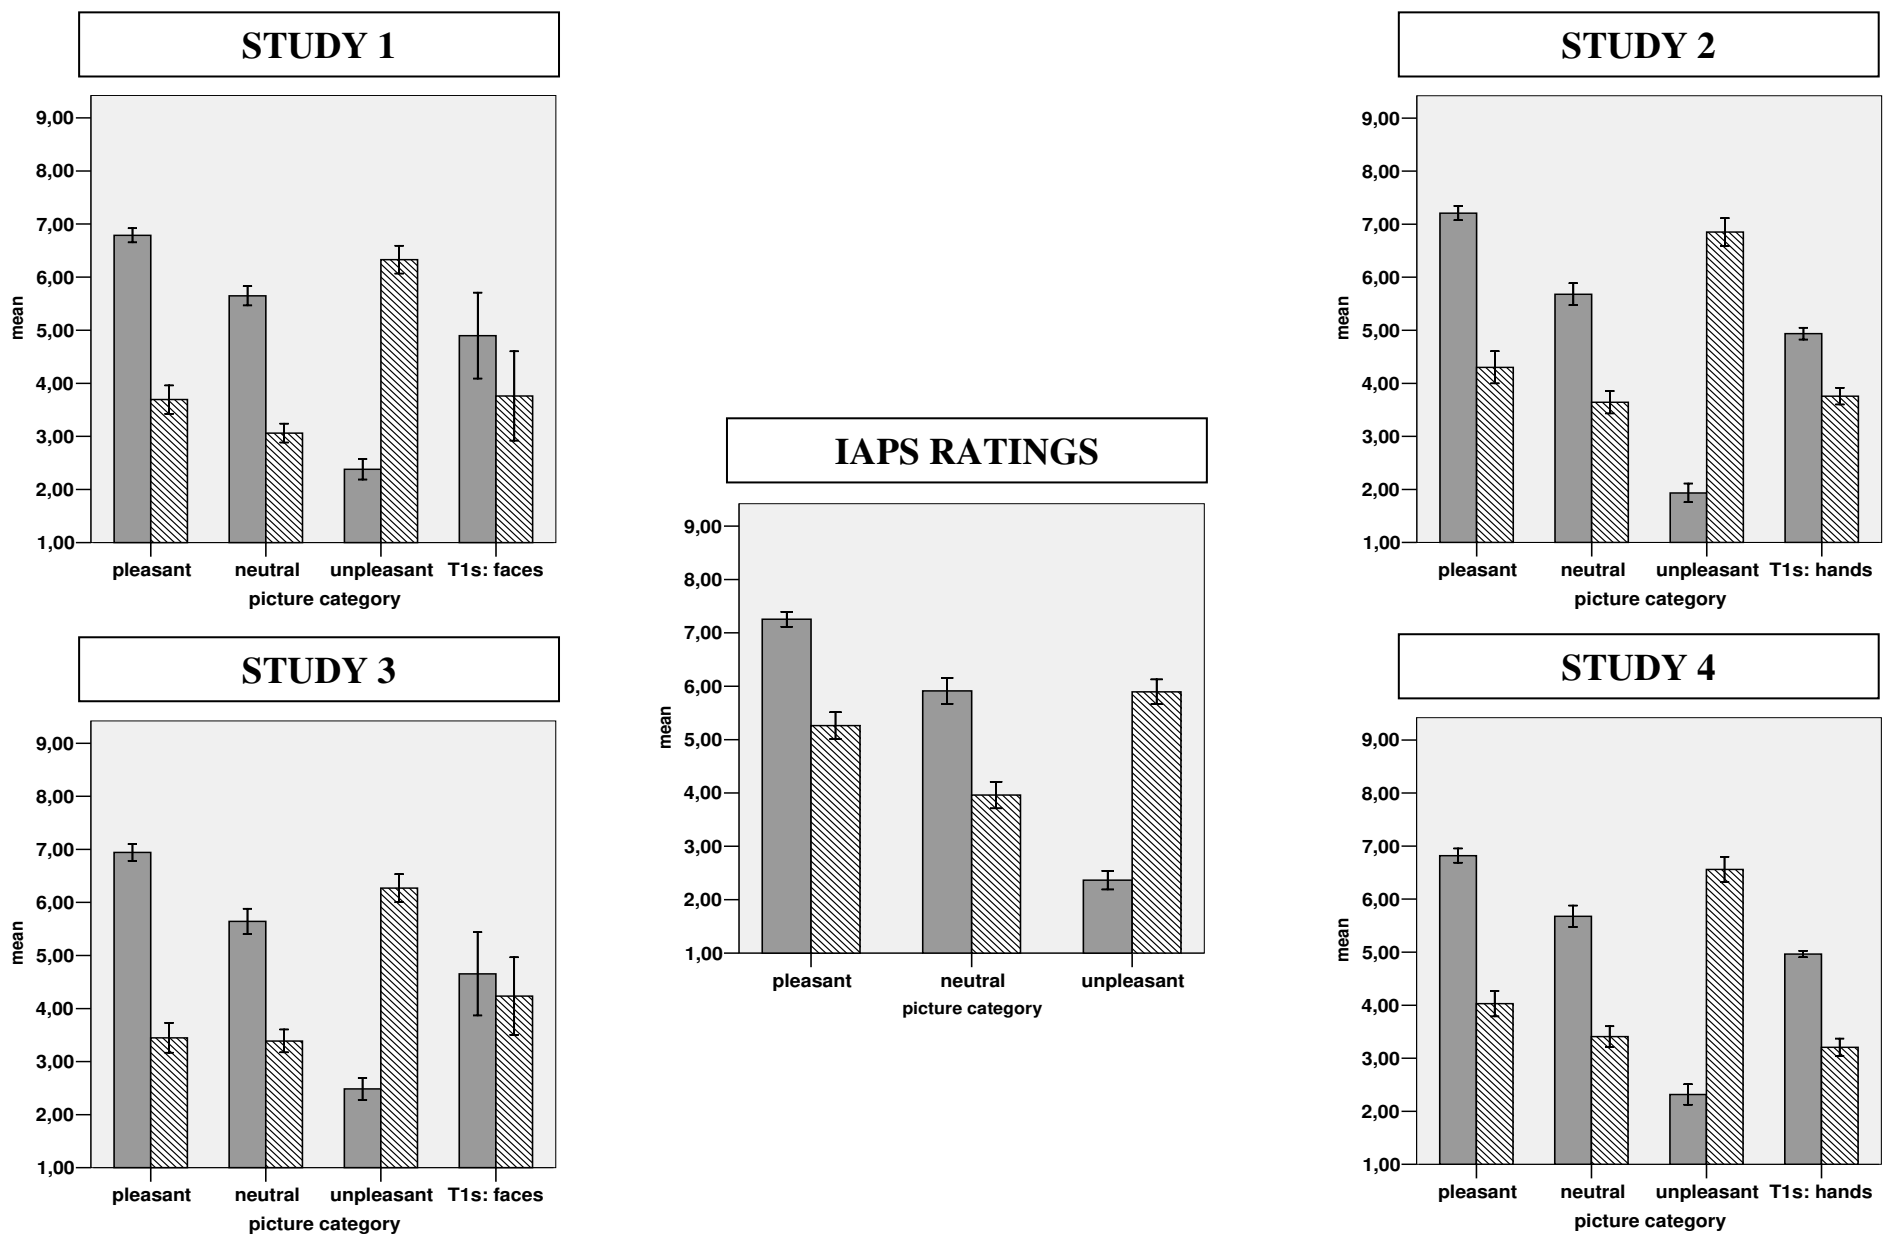 STUDY 1
9,00
8,00
7,00
6,00
5,00
4,00
3,00
2,00
1,00
mean
pleasant neutral unpleasant T1s: faces
picture category
STUDY 2
9,00
8,00
7,00
6,00
5,00
4,00
3,00
2,00
1,00
mean
pleasant neutral unpleasant T1s: hands
picture category
IAPS RATINGS
9,00
8,00
7,00
6,00
5,00
4,00
3,00
2,00
1,00
mean
pleasant neutral unpleasant
picture category
STUDY 3
9,00
8,00
7,00
6,00
5,00
4,00
3,00
2,00
1,00
mean
pleasant neutral unpleasant T1s: faces
picture category
STUDY 4
9,00
8,00
7,00
6,00
5,00
4,00
3,00
2,00
1,00
mean
pleasant neutral unpleasant T1s: hands
picture category